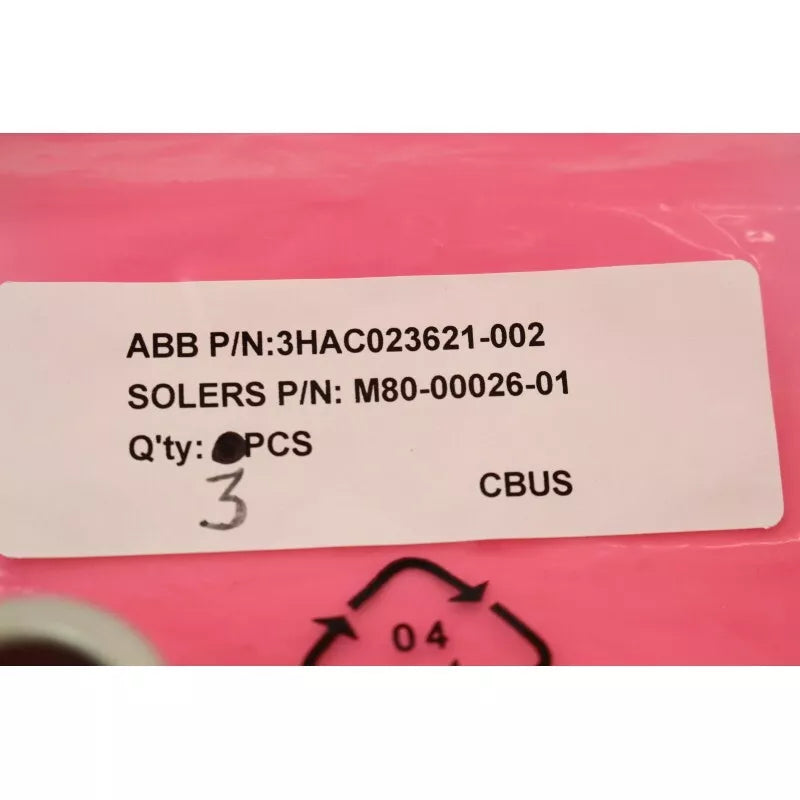 ABB P/N:3HAC023621-002
SOLERS P/N: M80-00026-01
Q'ty: PCS
3
CBUS
04